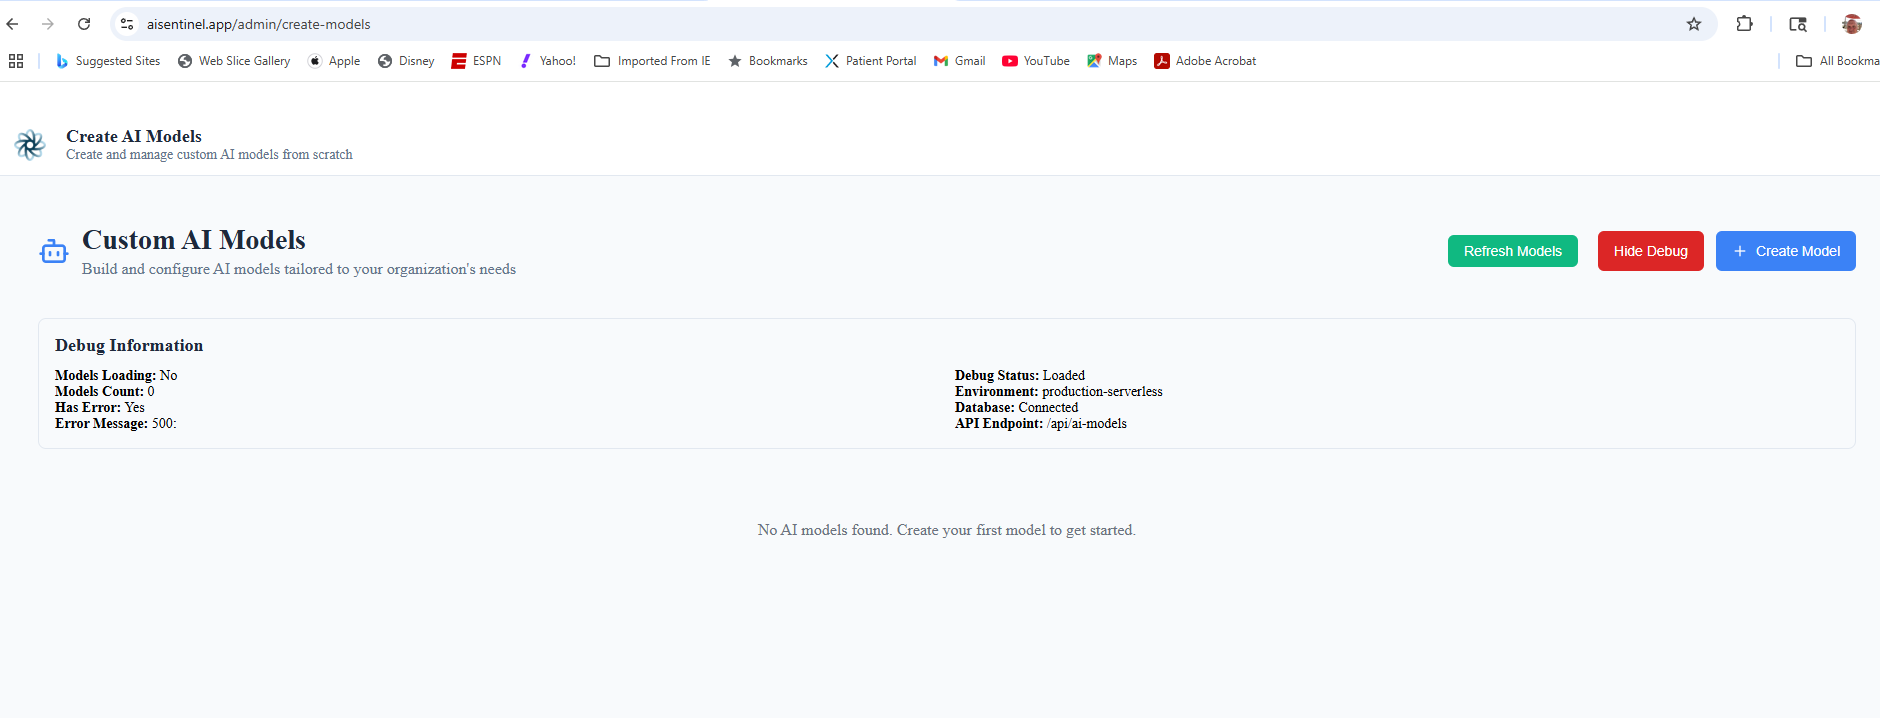 aisentinel.app/admin/create-models
Suggested Sites Web Slice Gallery Apple Disney ESPN Yahoo! Imported From IE Bookmarks Patient Portal Gmail YouTube Maps Adobe Acrobat All Bookma
Create AI Models
Create and manage custom AI models from scratch
Custom AI Models
Build and configure AI models tailored to your organization's needs
Refresh Models Hide Debug + Create Model
Debug Information
Models Loading: No
Models Count: 0
Has Error: Yes
Error Message: 500:
Debug Status: Loaded
Environment: production-serverless
Database: Connected
API Endpoint: /api/ai-models
No AI models found. Create your first model to get started.